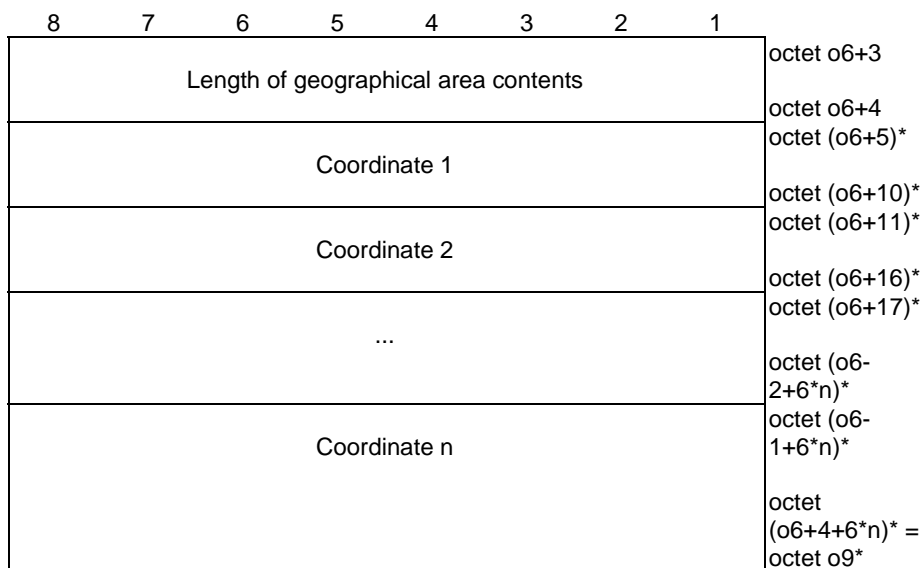 8 7 6 5 4 3 2 1
octet o6+3
Length of geographical area contents
octet o6+4
octet (o6+5)*
Coordinate 1
octet (o6+10)*
octet (o6+11)*
Coordinate 2
octet (o6+16)*
octet (o6+17)*
...
octet (o6-
2+6*n)*
octet (o6-
Coordinate n
1+6*n)*
octet
(o6+4+6*n)* =
octet o9*